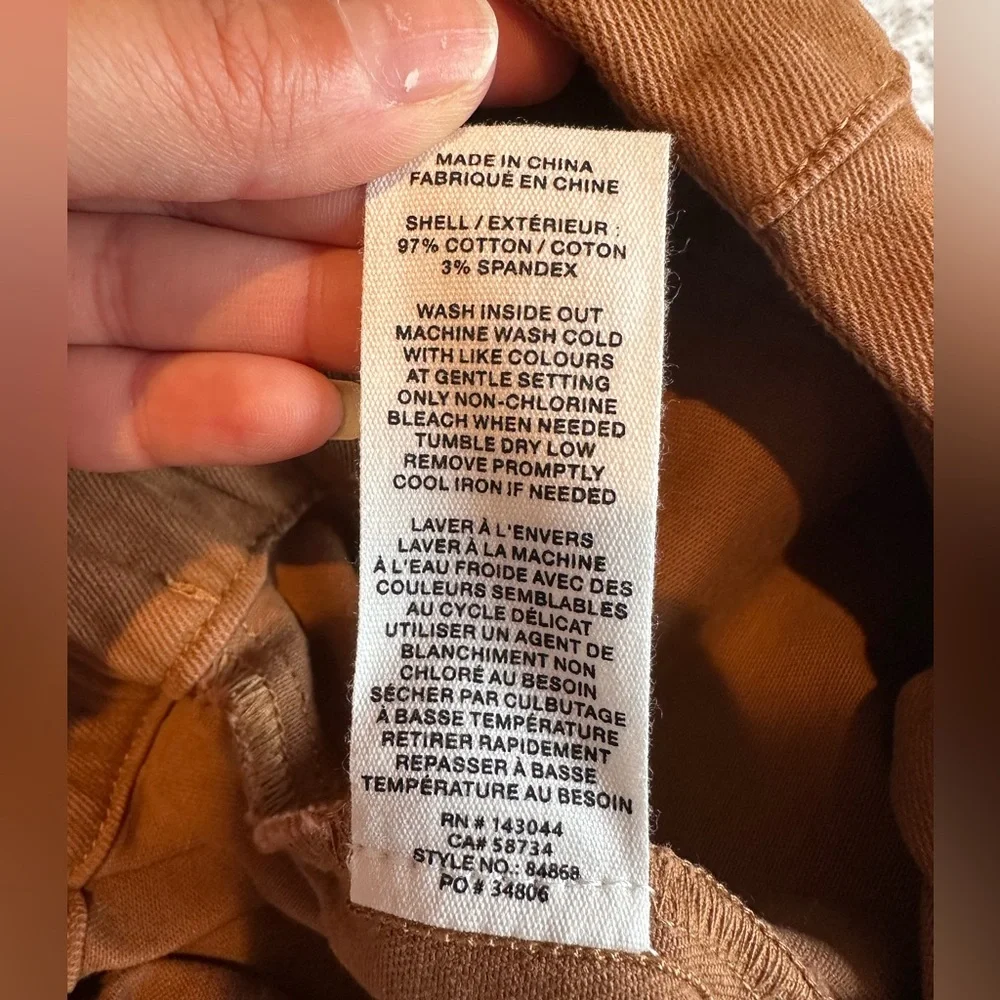 MADE IN CHINA
FABRIQUÉ EN CHINE
SHELL / EXTÉRIEUR :
97% COTTON / COTON
3% SPANDEX
WASH INSIDE OUT
MACHINE WASH COLD
WITH LIKE COLOURS
AT GENTLE SETTING
ONLY NON-CHLORINE
BLEACH WHEN NEEDED
TUMBLE DRY LOW
REMOVE PROMPTLY
COOL IRON IF NEEDED
LAVER À L'ENVERS
LAVER À LA MACHINE
À L'EAU FROIDE AVEC DES
COULEURS SEMBLABLES
AU CYCLE DÉLICAT
UTILISER UN AGENT DE
BLANCHIMENT NON
CHLORÉ AU BESOIN
SÉCHER PAR CULBUTAGE
À BASSE TEMPÉRATURE
RETIRER RAPIDEMENT
REPASSER À BASSE
TEMPÉRATURE AU BESOIN
RN # 143044
CA# 58734
STYLE NO.: 84868
PO # 34806